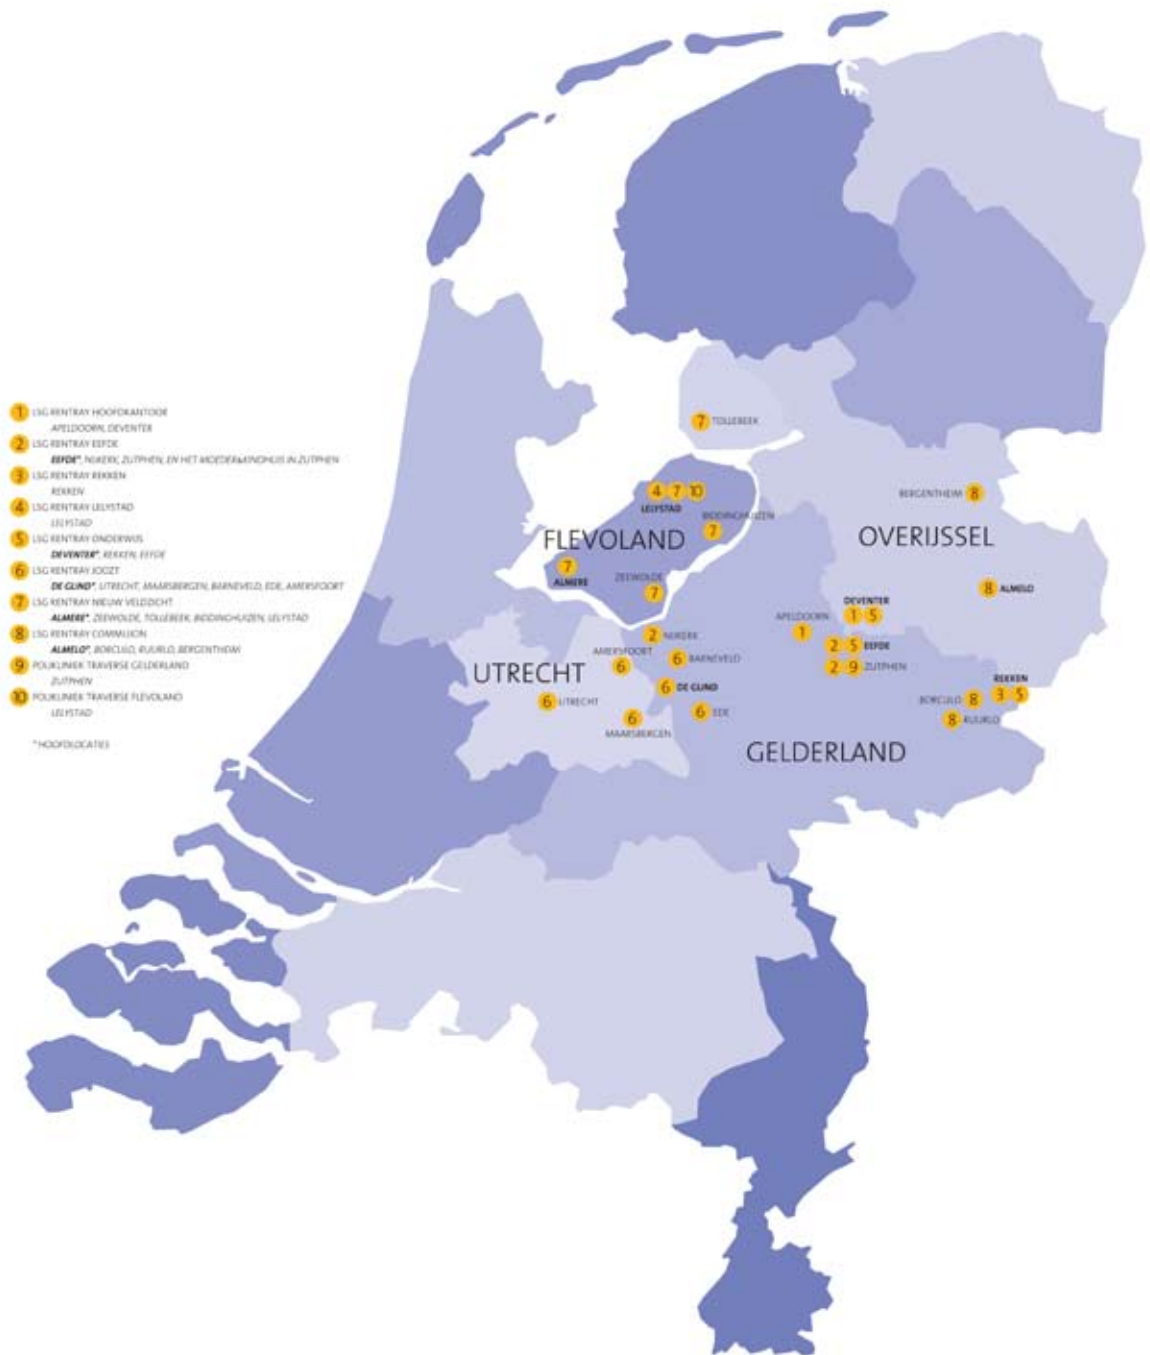 1 LSG RENTRAY HOOFDKANTOOR
APELDOORN, DEVENTER
2 LSG RENTRAY EEFDE
EEFDE*, NIJKERK, ZUTPHEN, EN HET MOEDERMINDHUIS IN ZUTPHEN
3 LSG RENTRAY REKKEN
REKKEN
4 LSG RENTRAY LELYSTAD
LELYSTAD
5 LSG RENTRAY ONDERWIJS
DEVENTER*, REKKEN, EEFDE
6 LSG RENTRAY JOOZT
DE GLIND*, UTRECHT, MAARSBERGEN, BARNEVELD, EDE, AMERSFOORT
7 LSG RENTRAY NIEUW VELDZICHT
ALMERE*, ZEEWOLDE, TOLLEBEEK, BIDDINGHUIZEN, LELYSTAD
8 LSG RENTRAY COMMUJON
ALMELO*, BORCULO, RUURLO, BERGENTHEIM
9 POLIKLINIEK TRAVERSE GELDERLAND
ZUTPHEN
10 POLIKLINIEK TRAVERSE FLEVOLAND
LELYSTAD
* HOOFDLOCATIES
7 TOLLEBEEK
4 7 10
LELYSTAD
BIDDINGHUIZEN
7
FLEVOLAND
7
ALMERE
ZEEWOLDE
7
BERGENTHEIM 8
OVERIJSSEL
8 ALMELO
DEVENTER
1 5
APELDOORN
1
2 5 EEFDE
2 9 ZUTPHEN
2 NIJKERK
AMERSFOORT
6
6 BARNEVELD
UTRECHT
6 DE GLIND
6 UTRECHT
6
MAARSBERGEN
6 EDE
REKKEN
3 5
BORCULO 8
8 RUURLO
GELDERLAND